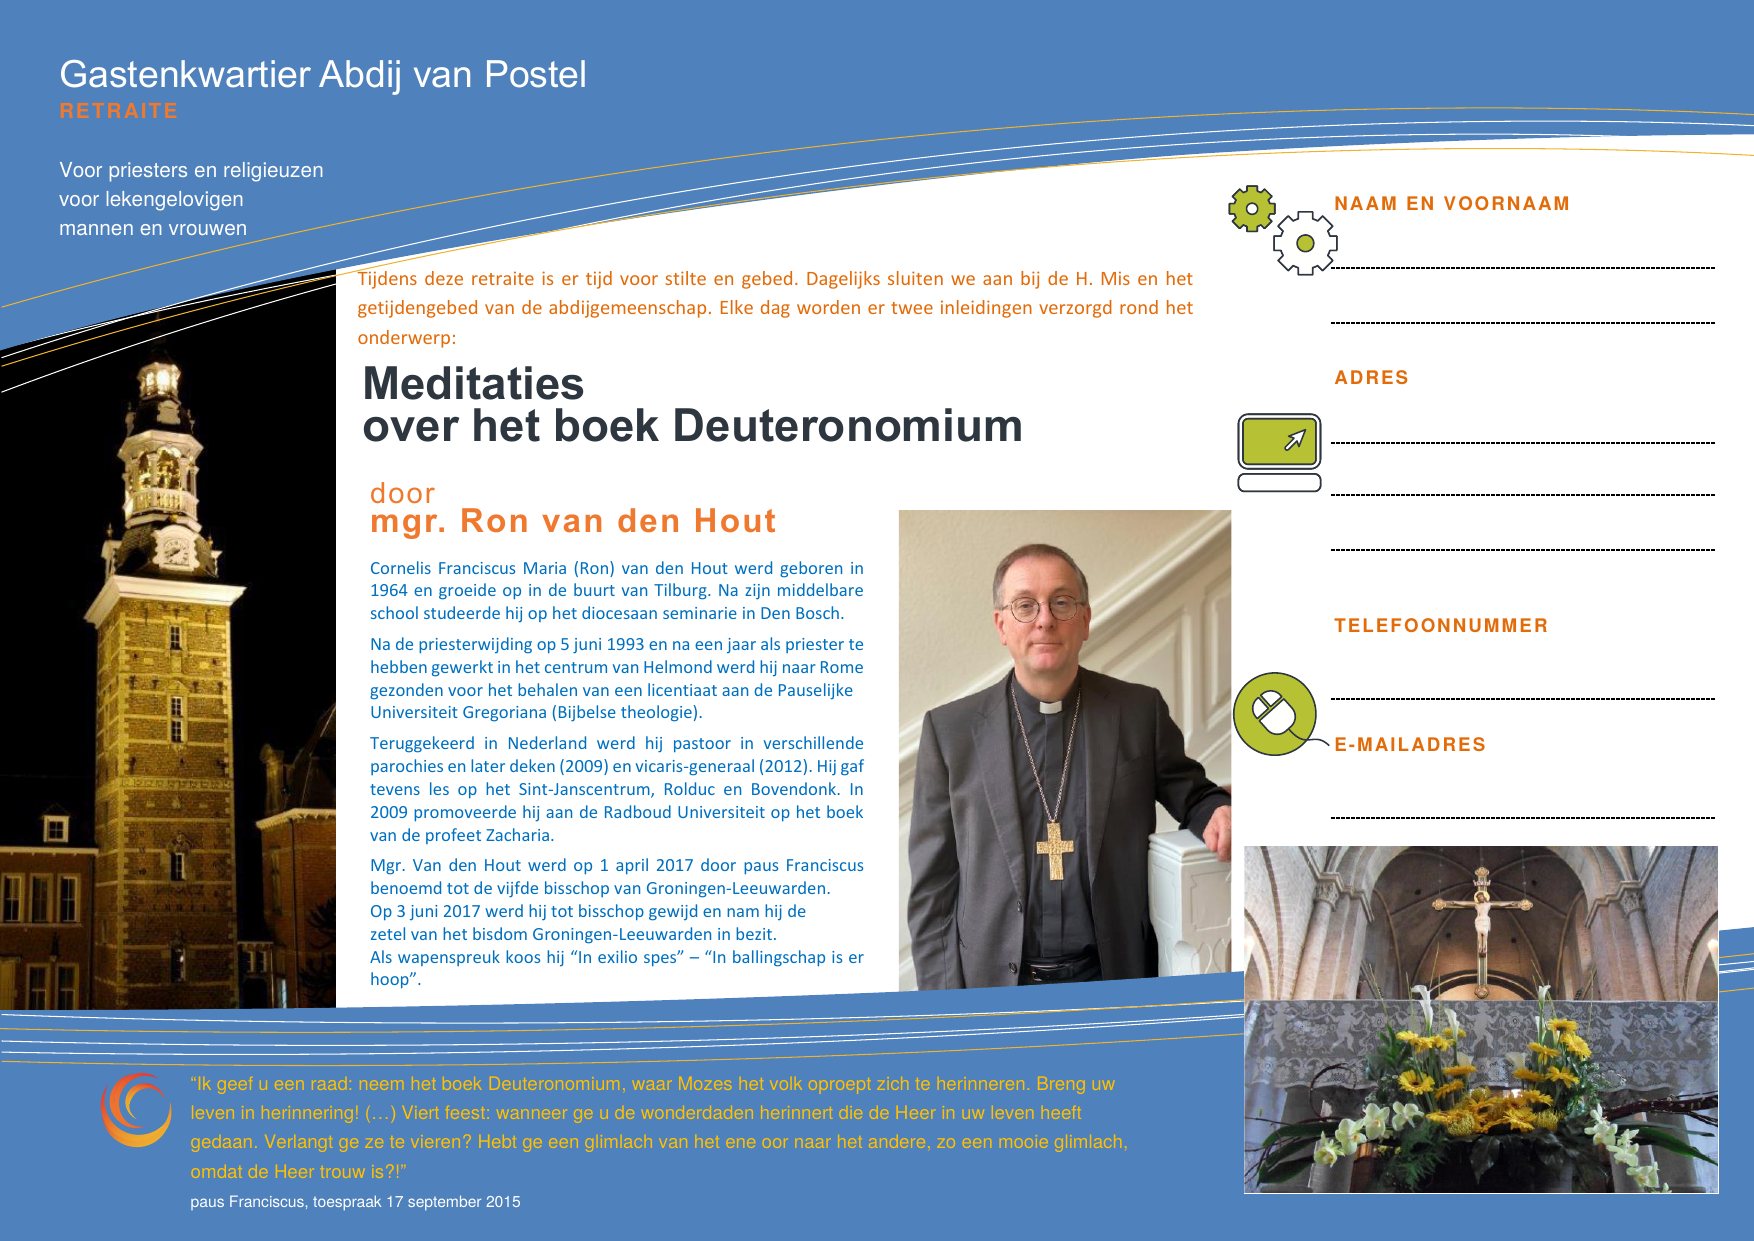 Gastenkwartier Abdij van Postel
RETRAITE
Voor priesters en religieuzen
voor lekengelovigen
mannen en vrouwen
Tijdens deze retraite is er tijd voor stilte en gebed. Dagelijks sluiten we aan bij de H. Mis en het
getijdengebed van de abdijgemeenschap. Elke dag worden er twee inleidingen verzorgd rond het
onderwerp:
Meditaties
over het boek Deuteronomium
door
mgr. Ron van den Hout
Cornelis Franciscus Maria (Ron) van den Hout werd geboren in
1964 en groeide op in de buurt van Tilburg. Na zijn middelbare
school studeerde hij op het diocesaan seminarie in Den Bosch.
Na de priesterwijding op 5 juni 1993 en na een jaar als priester te
hebben gewerkt in het centrum van Helmond werd hij naar Rome
gezonden voor het behalen van een licentiaat aan de Pauselijke
Universiteit Gregoriana (Bijbelse theologie).
Teruggekeerd in Nederland werd hij pastoor in verschillende
parochies en later deken (2009) en vicaris-generaal (2012). Hij gaf
tevens les op het Sint-Janscentrum, Rolduc en Bovendonk. In
2009 promoveerde hij aan de Radboud Universiteit op het boek
van de profeet Zacharia.
Mgr. Van den Hout werd op 1 april 2017 door paus Franciscus
benoemd tot de vijfde bisschop van Groningen-Leeuwarden.
Op 3 juni 2017 werd hij tot bisschop gewijd en nam hij de
zetel van het bisdom Groningen-Leeuwarden in bezit.
Als wapenspreuk koos hij “In exilio spes” – “In ballingschap is er
hoop”.
NAAM EN VOORNAAM
ADRES
TELEFOONNUMMER
E-MAILADRES
“Ik geef u een raad: neem het boek Deuteronomium, waar Mozes het volk oproept zich te herinneren. Breng uw
leven in herinnering! (…) Viert feest: wanneer ge u de wonderdaden herinnert die de Heer in uw leven heeft
gedaan. Verlangt ge ze te vieren? Hebt ge een glimlach van het ene oor naar het andere, zo een mooie glimlach,
omdat de Heer trouw is?!”
paus Franciscus, toespraak 17 september 2015